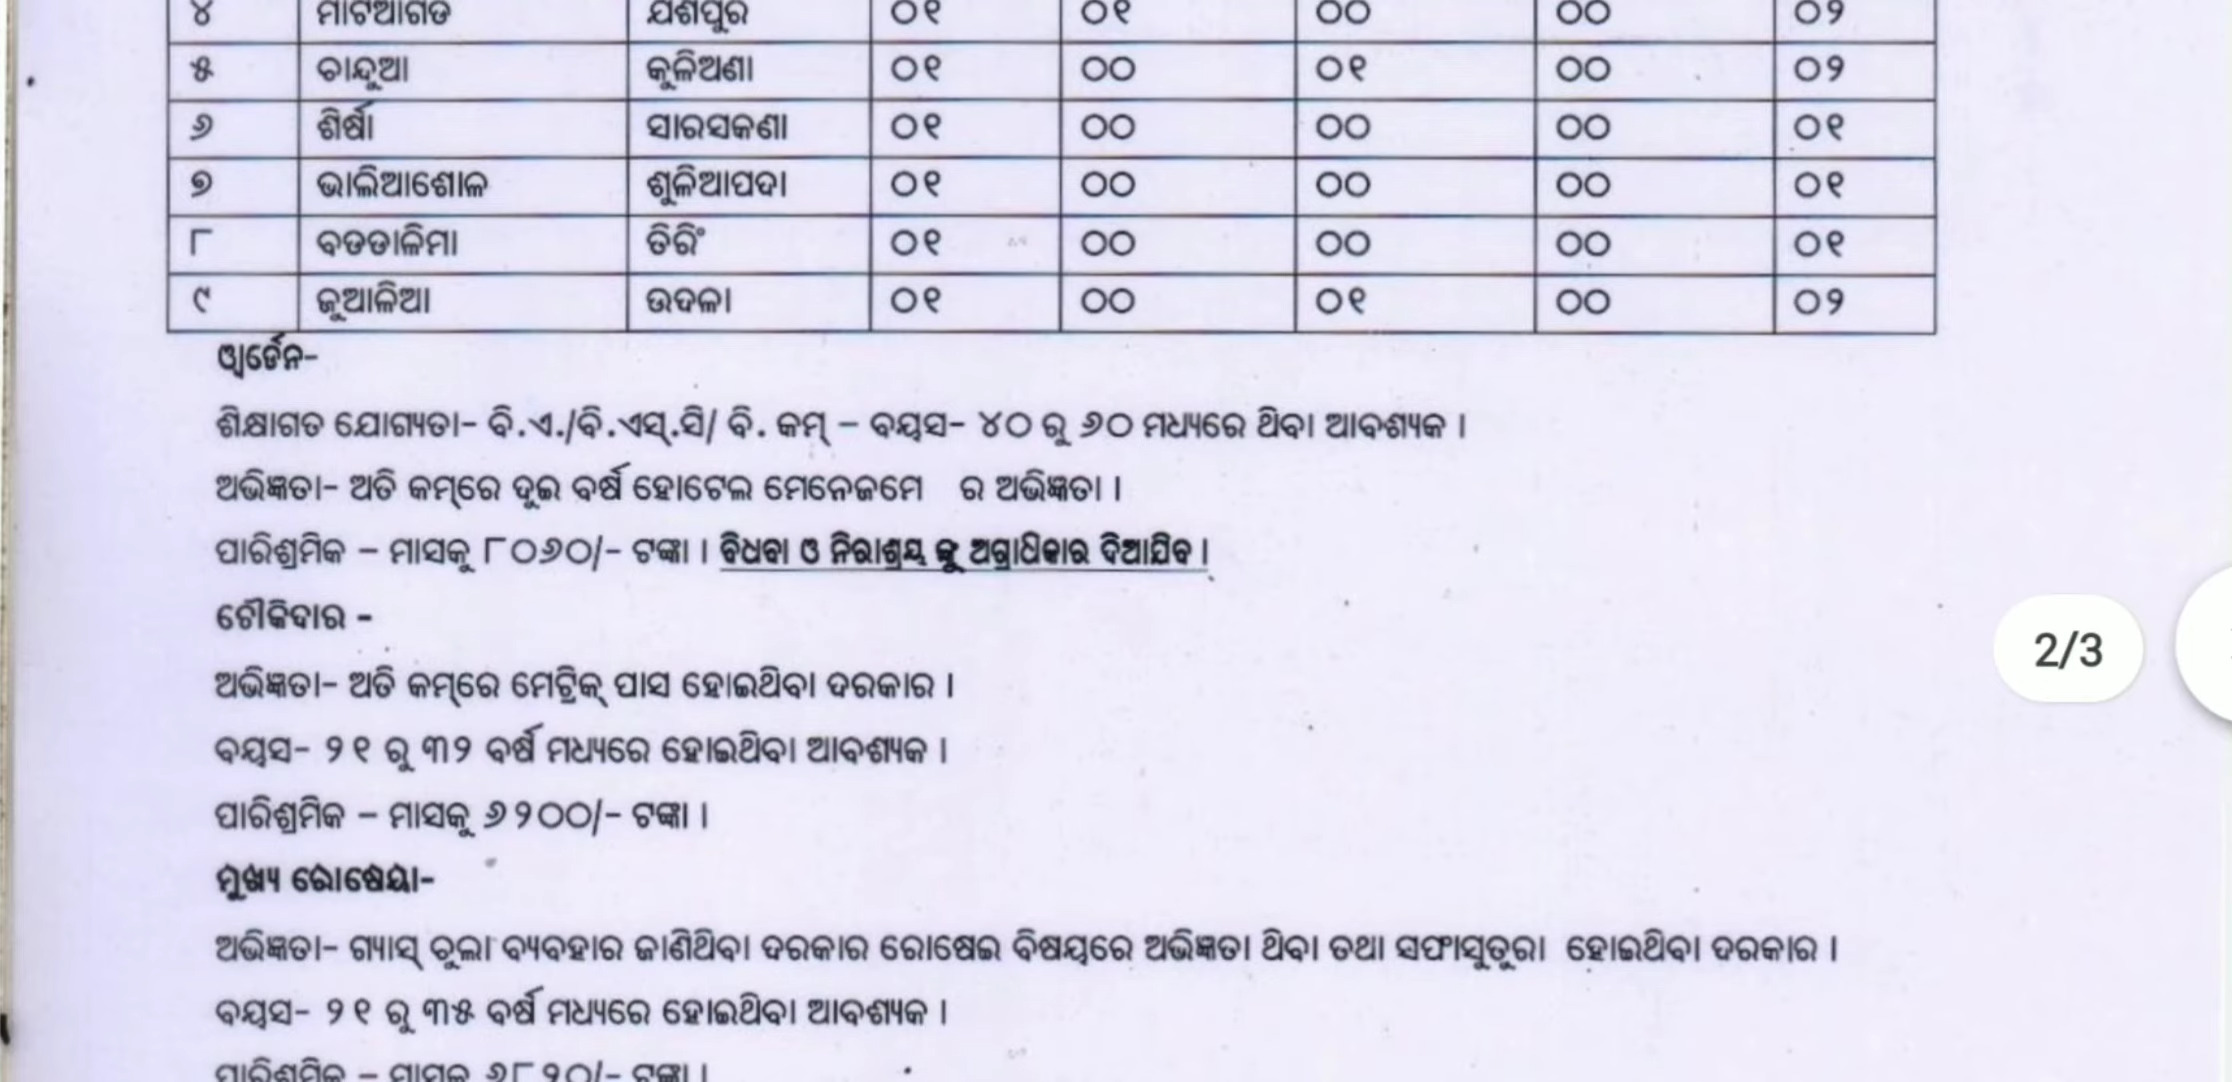 ୪ ମାଟିଆଗଡ ଯଶପୁର ୦୧ ୦୧ ୦୦ ୦୦ ୦୨
୫ ଚାନ୍ଦୁଆ କୁଳିଅଣା ୦୧ ୦୦ ୦୧ ୦୦ ୦୨
୬ ଶିର୍ଷା ସାରସକଣା ୦୧ ୦୦ ୦୦ ୦୦ ୦୧
୭ ଭାଲିଆଶୋଳ ଶୁଳିଆପଦା ୦୧ ୦୦ ୦୦ ୦୦ ୦୧
୮ ବଡଡାଳିମା ତିରିଂ ୦୧ ୦୦ ୦୦ ୦୦ ୦୧
୯ ଜୁଆଳିଆ ଉଦଳା ୦୧ ୦୦ ୦୧ ୦୦ ୦୨
ଓ୍ବାର୍ଡେନ-
ଶିକ୍ଷାଗତ ଯୋଗ୍ୟତା- ବି.ଏ./ବି.ଏସ୍.ସି/ ବି. କମ୍ – ବୟସ- ୪୦ ରୁ ୬୦ ମଧ୍ୟରେ ଥିବା ଆବଶ୍ୟକ ।
ଅଭିଜ୍ଞତା- ଅତି କମ୍‌ରେ ଦୁଇ ବର୍ଷ ହୋଟେଲ ମେନେଜମେ ର ଅଭିଜ୍ଞତା ।
ପାରିଶ୍ରମିକ – ମାସକୁ ୮୦୬୦/- ଟଙ୍କା । ବିଧବା ଓ ନିରାଶ୍ରୟ ଙ୍କୁ ଅଗ୍ରାଧିକାର ଦିଆଯିବ ।
ଚୌକିଦାର -
ଅଭିଜ୍ଞତା- ଅତି କମ୍‌ରେ ମେଟ୍ରିକ୍ ପାସ ହୋଇଥିବା ଦରକାର ।
ବୟସ- ୨୧ ରୁ ୩୨ ବର୍ଷ ମଧ୍ୟରେ ହୋଇଥିବା ଆବଶ୍ୟକ ।
2/3
ପାରିଶ୍ରମିକ – ମାସକୁ ୬୨୦୦/- ଟଙ୍କା ।
ମୁଖ୍ୟ ରୋଷେୟା-
ଅଭିଜ୍ଞତା- ଗ୍ୟାସ୍ ଚୁଲା ବ୍ୟବହାର ଜାଣିଥିବା ଦରକାର ରୋଷେଇ ବିଷୟରେ ଅଭିଜ୍ଞତା ଥିବା ତଥା ସଫାସୁତୁରା ହୋଇଥିବା ଦରକାର ।
ବୟସ- ୨୧ ରୁ ୩୫ ବର୍ଷ ମଧ୍ୟରେ ହୋଇଥିବା ଆବଶ୍ୟକ ।
ପାରିଶ୍ରମିକ – ମାସକୁ ୬୮୨୦/- ଟଙ୍କା ।